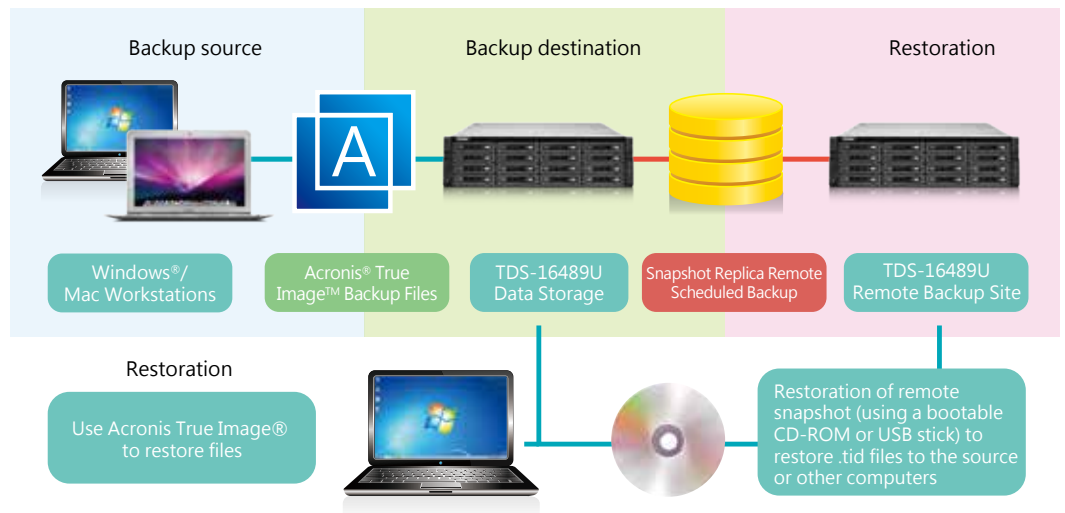 Backup source
Backup destination
Restoration
A
Windows®/
Mac Workstations
Acronis® True
Image™ Backup Files
TDS-16489U
Data Storage
Snapshot Replica Remote
Scheduled Backup
TDS-16489U
Remote Backup Site
Restoration
Use Acronis True Image®
to restore files
Restoration of remote
snapshot (using a bootable
CD-ROM or USB stick) to
restore .tid files to the source
or other computers